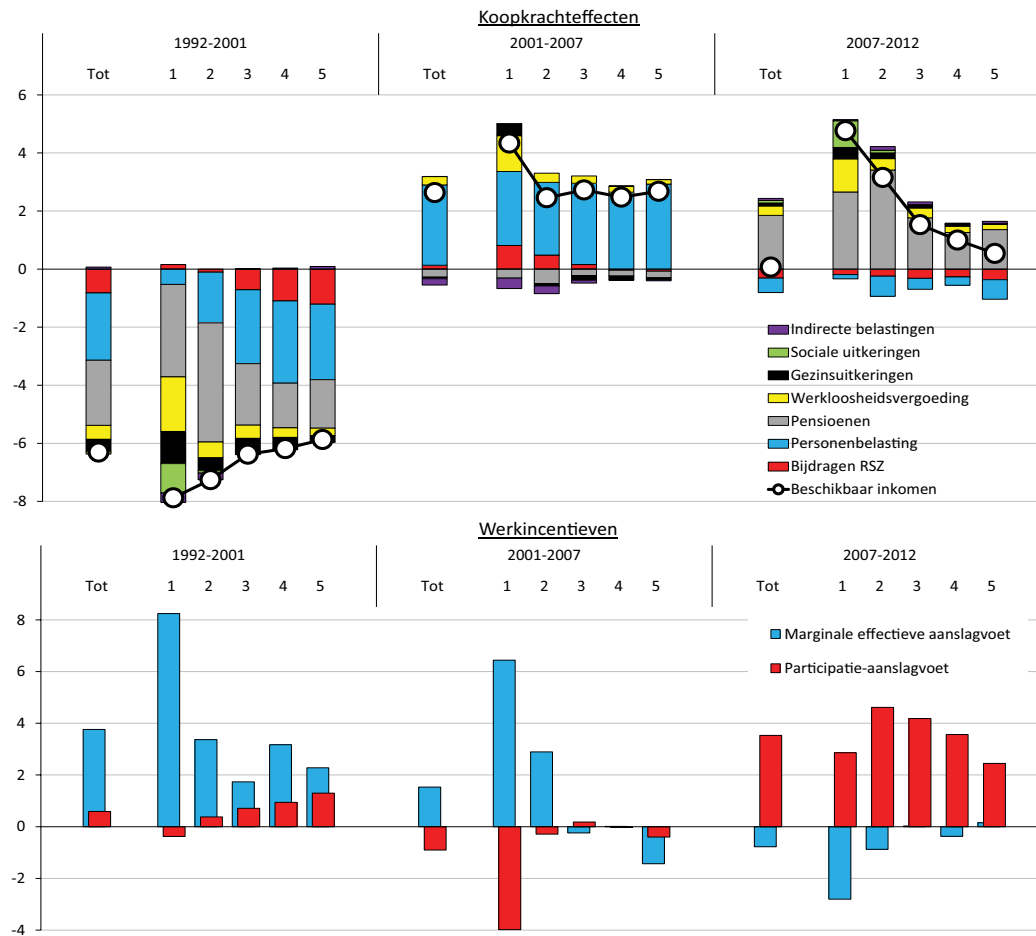 Koopkrachteffecten
1992-2001 2001-2007 2007-2012
Tot 1 2 3 4 5 Tot 1 2 3 4 5 Tot 1 2 3 4 5
6
4
2
0
-2
-4
-6
-8
Indirecte belastingen
Sociale uitkeringen
Gezinsuitkeringen
Werkloosheidsvergoeding
Pensioenen
Personenbelasting
Bijdragen RSZ
Beschikbaar inkomen
Werkincentieven
1992-2001 2001-2007 2007-2012
Tot 1 2 3 4 5 Tot 1 2 3 4 5 Tot 1 2 3 4 5
8
6
4
2
0
-2
-4
Marginale effectieve aanslagvoet
Participatie-aanslagvoet